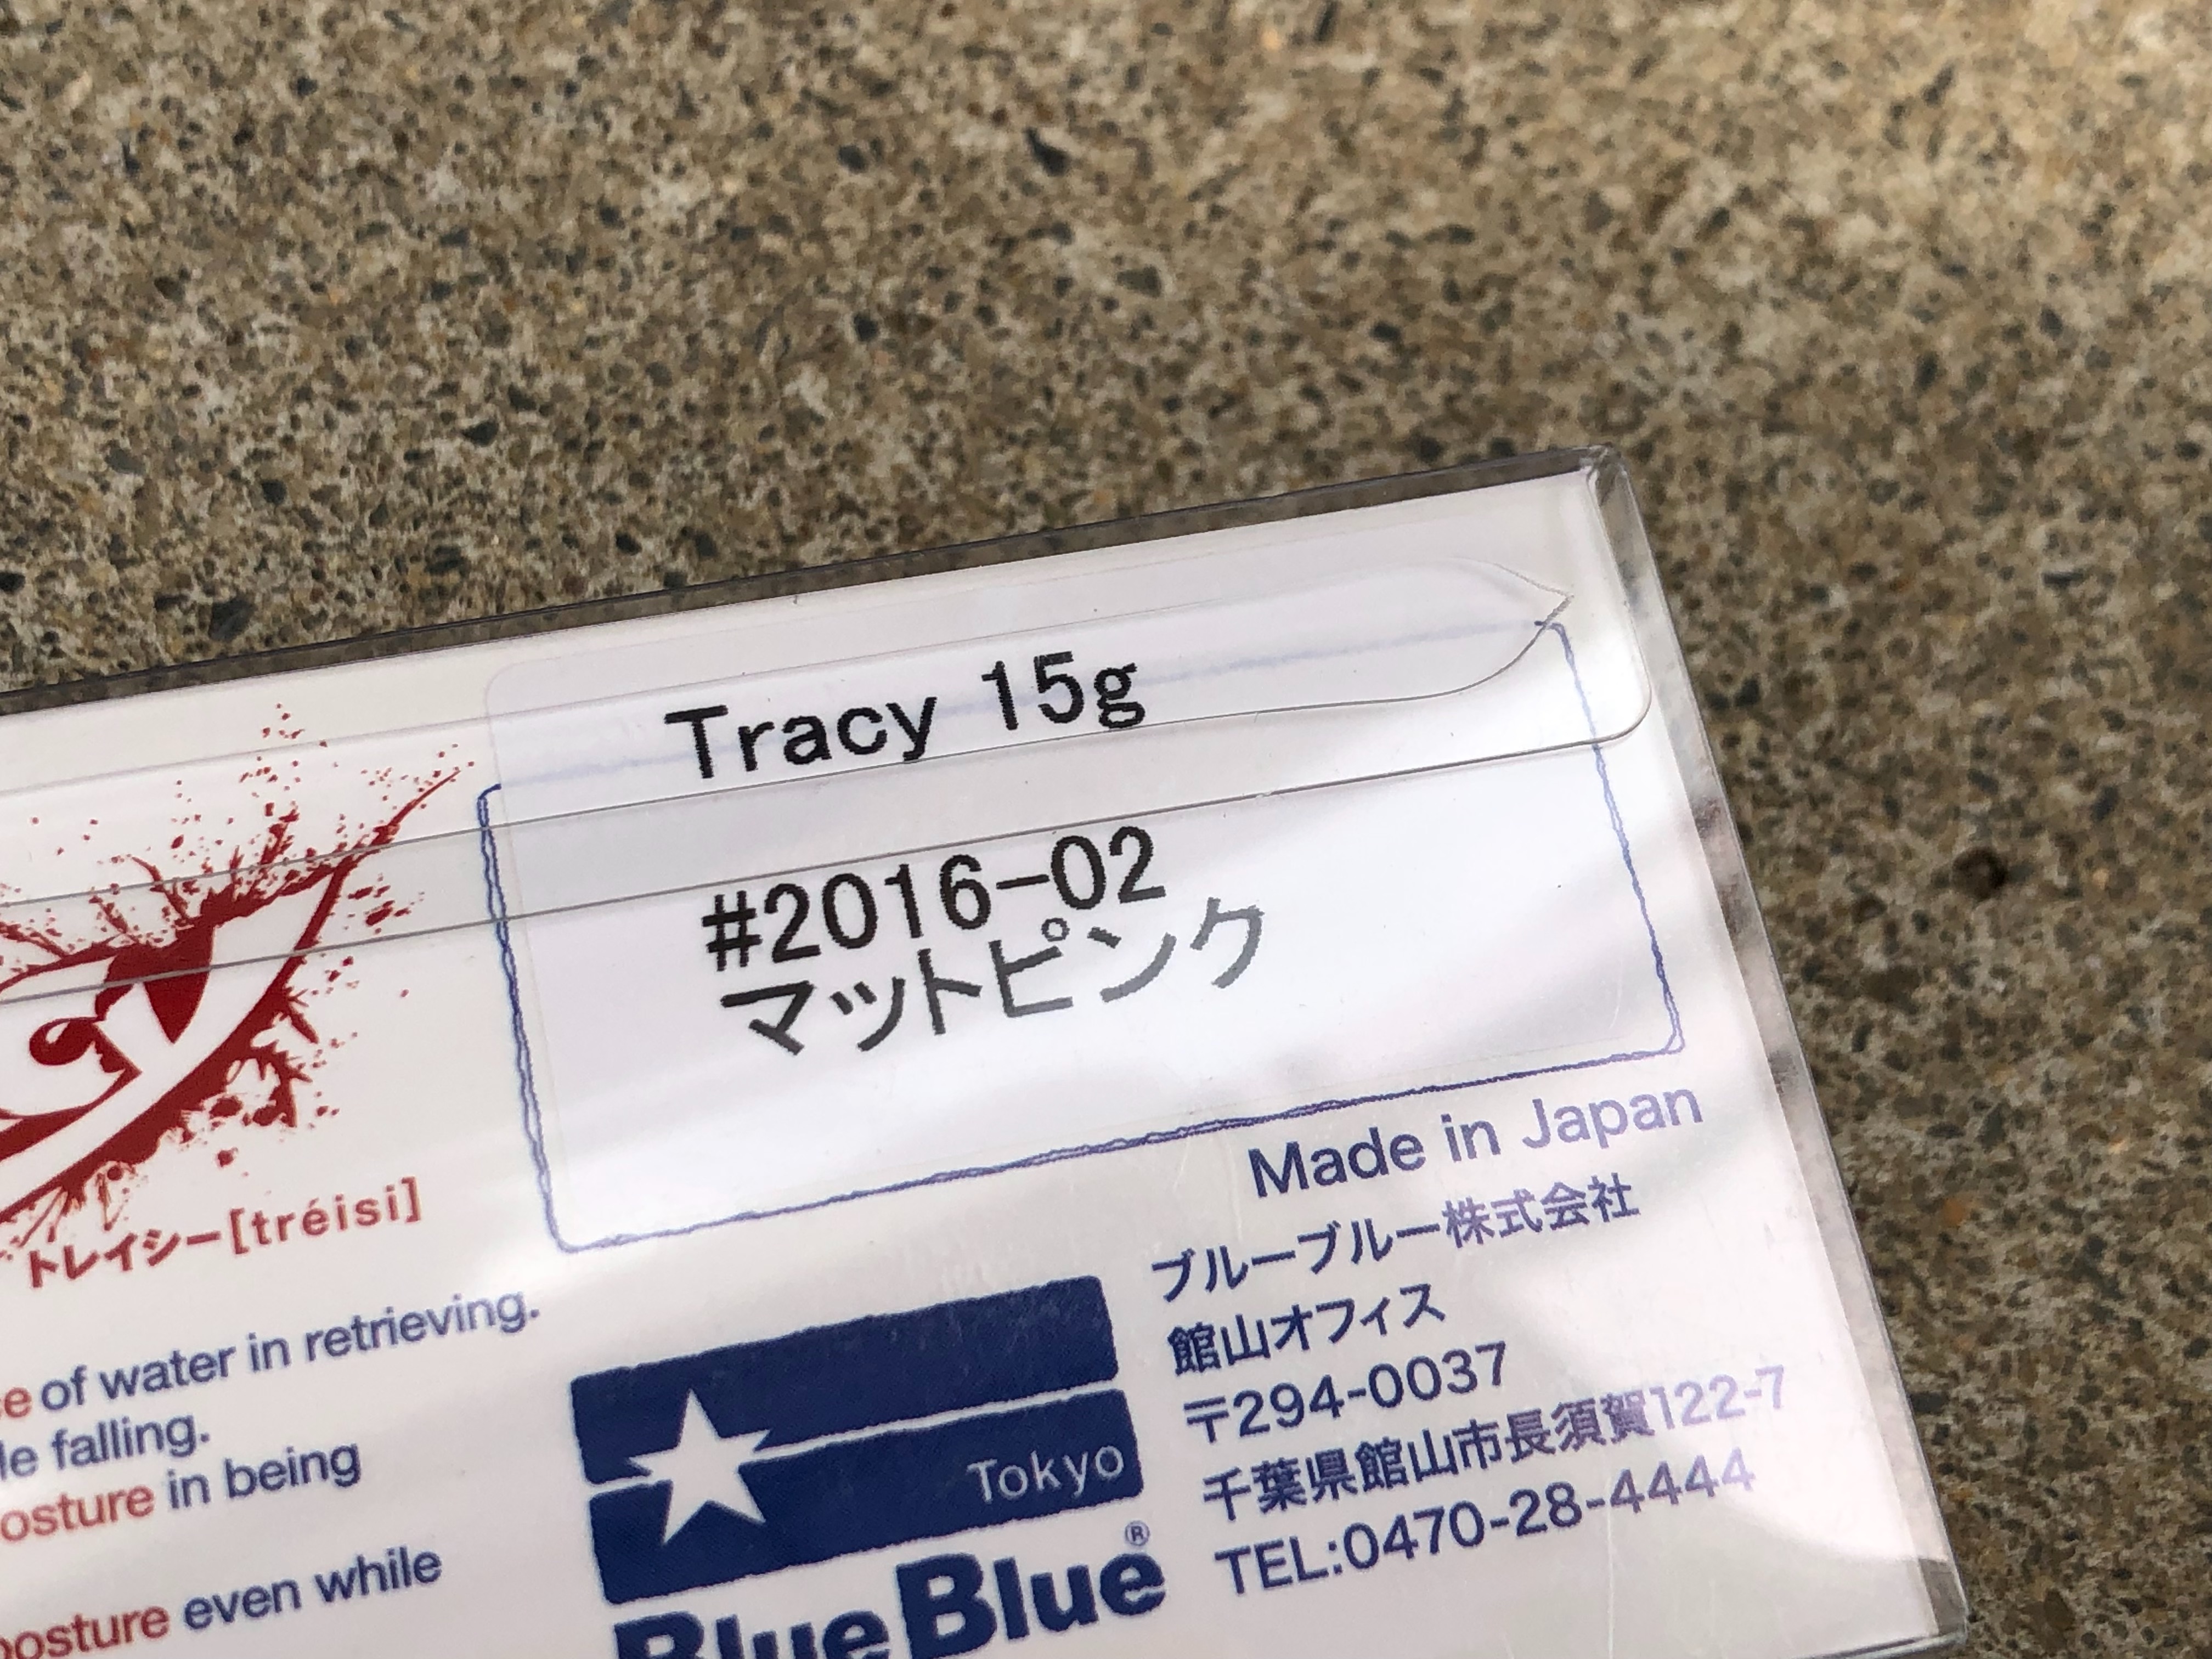 Tracy 15g
#2016-02
マットピンク
トレイシー[tréisi]
of water in retrieving.
falling.
in being
even while
Made in Japan
ブルーブルー株式会社
館山オフィス
〒294-0037
千葉県館山市長須賀122-7
TEL:0470-28-4444
Tokyo
BlueBlue®